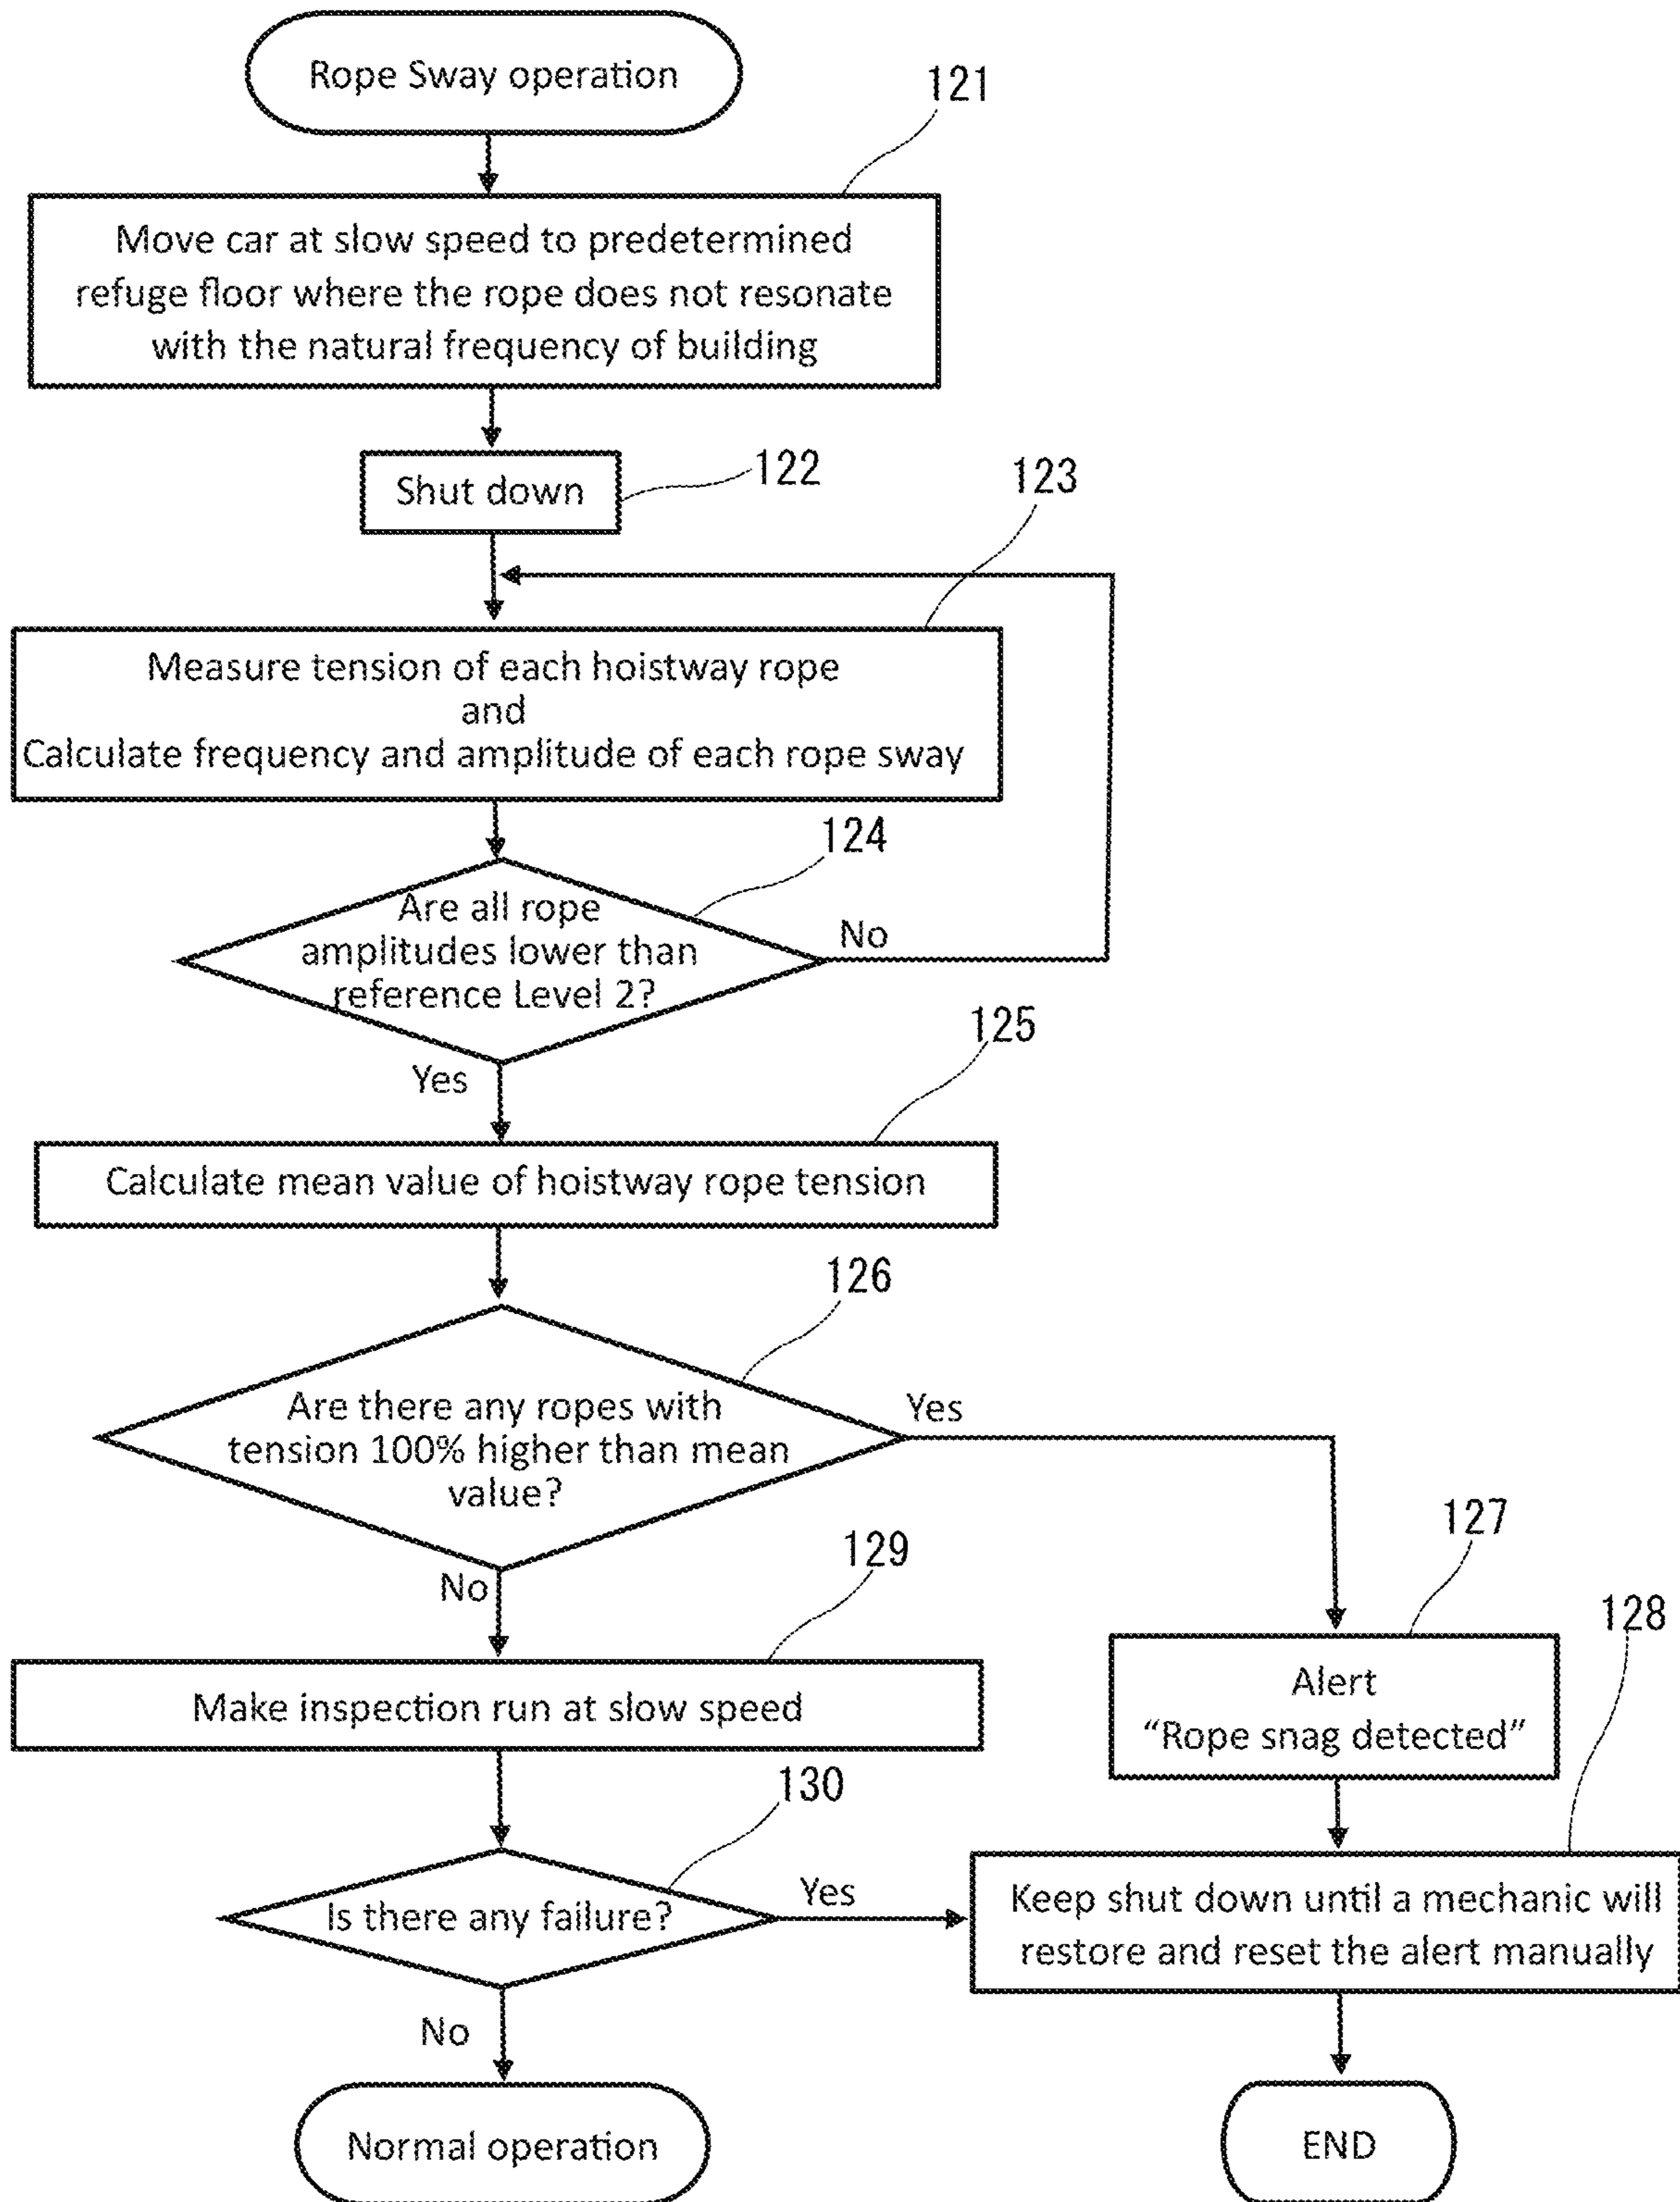 Rope Sway operation
121
Move car at slow speed to predetermined
refuge floor where the rope does not resonate
with the natural frequency of building
Shut down
122
123
Measure tension of each hoistway rope
and
Calculate frequency and amplitude of each rope sway
124
Are all rope
amplitudes lower than
reference Level 2?
No
Yes
125
Calculate mean value of hoistway rope tension
126
Are there any ropes with
tension 100% higher than mean
value?
Yes
No
127
Alert
“Rope snag detected”
128
129
Make inspection run at slow speed
130
Is there any failure?
Yes
Keep shut down until a mechanic will
restore and reset the alert manually
No
Normal operation
END